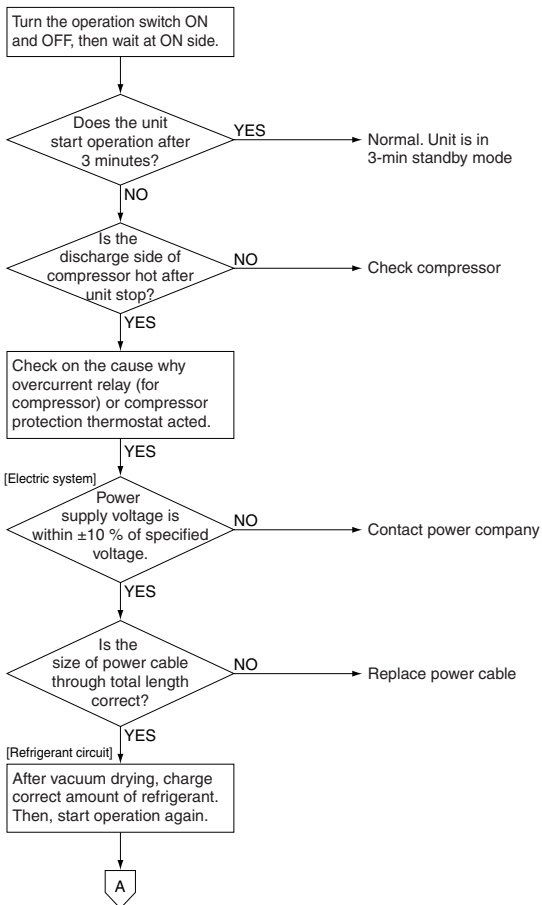 Turn the operation switch ON
and OFF, then wait at ON side.
Does the unit
start operation after
3 minutes?
YES
Normal. Unit is in
3-min standby mode
NO
Is the
discharge side of
compressor hot after
unit stop?
NO
Check compressor
YES
Check on the cause why
overcurrent relay (for
compressor) or compressor
protection thermostat acted.
YES
[Electric system]
Power
supply voltage is
within ±10 % of specified
voltage.
NO
Contact power company
YES
Is the
size of power cable
through total length
correct?
NO
Replace power cable
YES
[Refrigerant circuit]
After vacuum drying, charge
correct amount of refrigerant.
Then, start operation again.
A